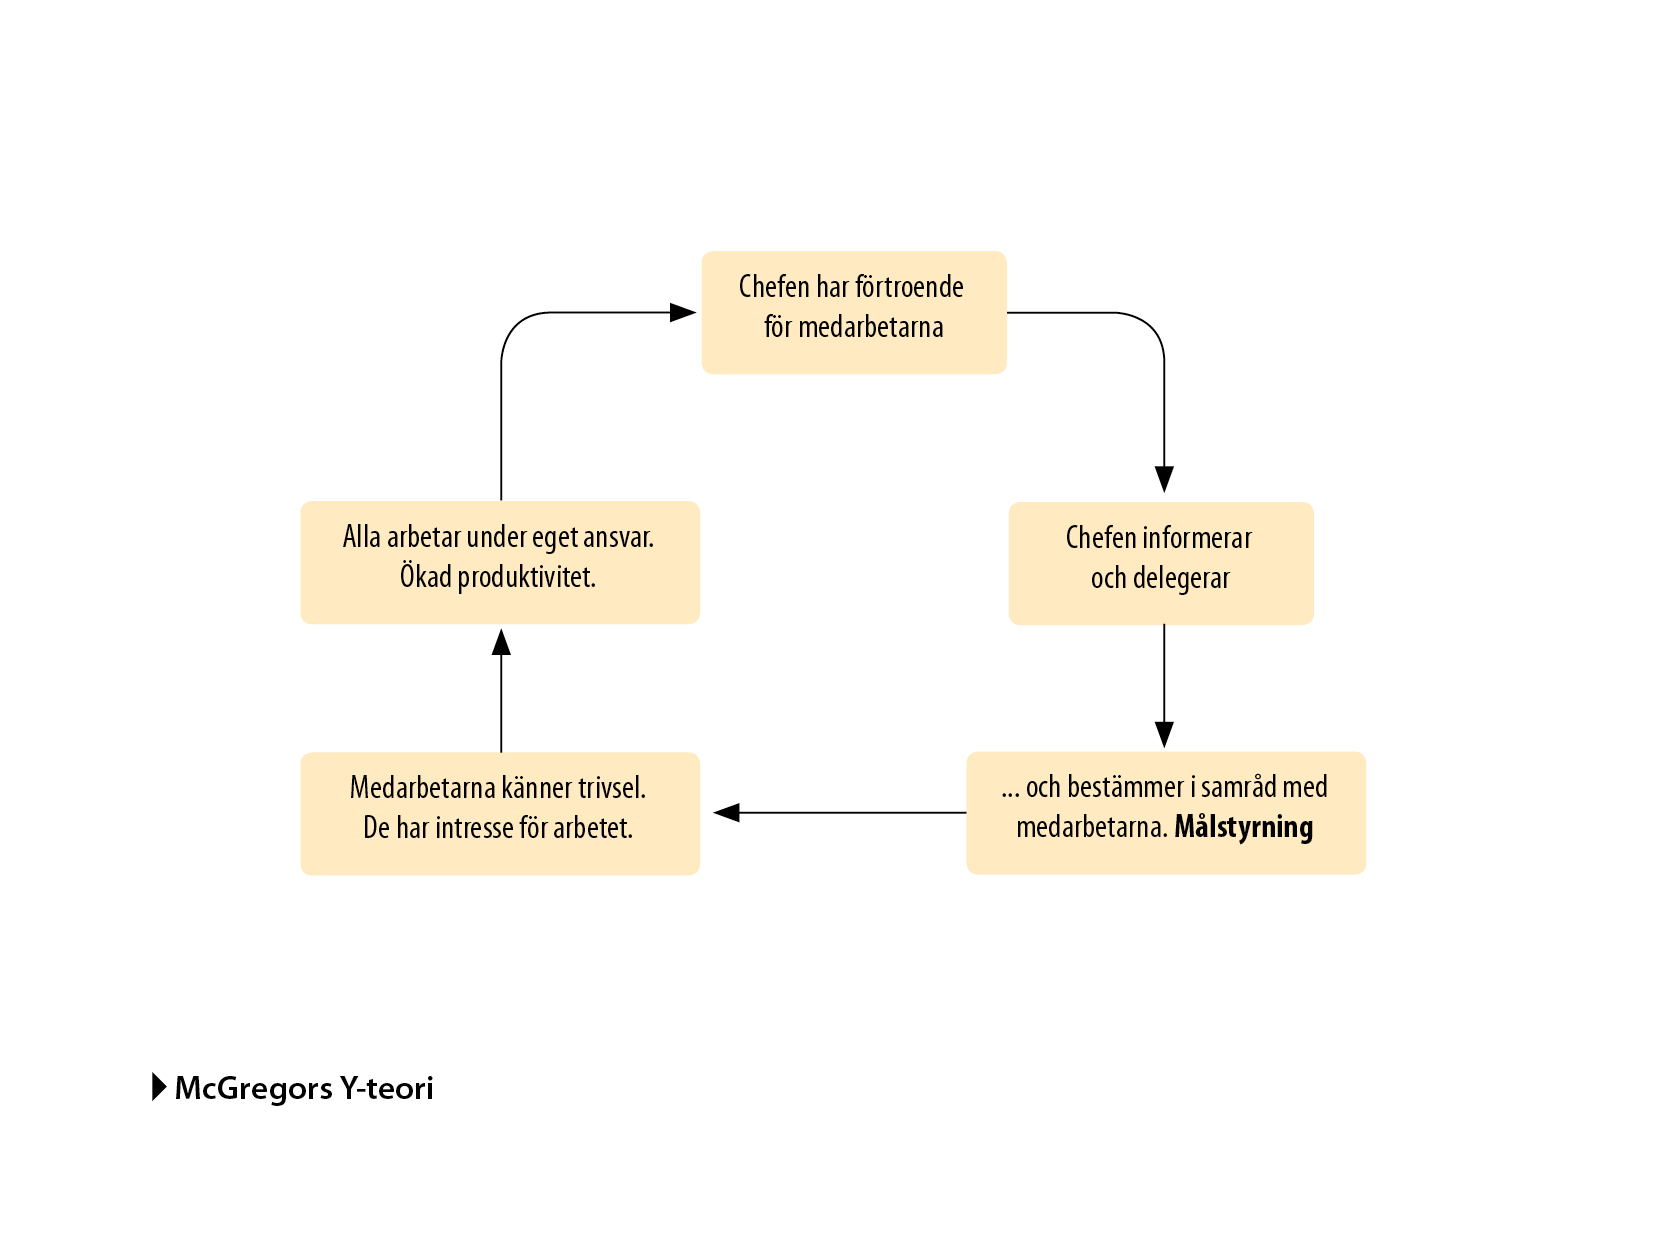 Chefen har förtroende
för medarbetarna
Chefen informerar
och delegerar
... och bestämmer i samråd med
medarbetarna. Målstyrning
Medarbetarna känner trivsel.
De har intresse för arbetet.
Alla arbetar under eget ansvar.
Ökad produktivitet.
McGregors Y-teori